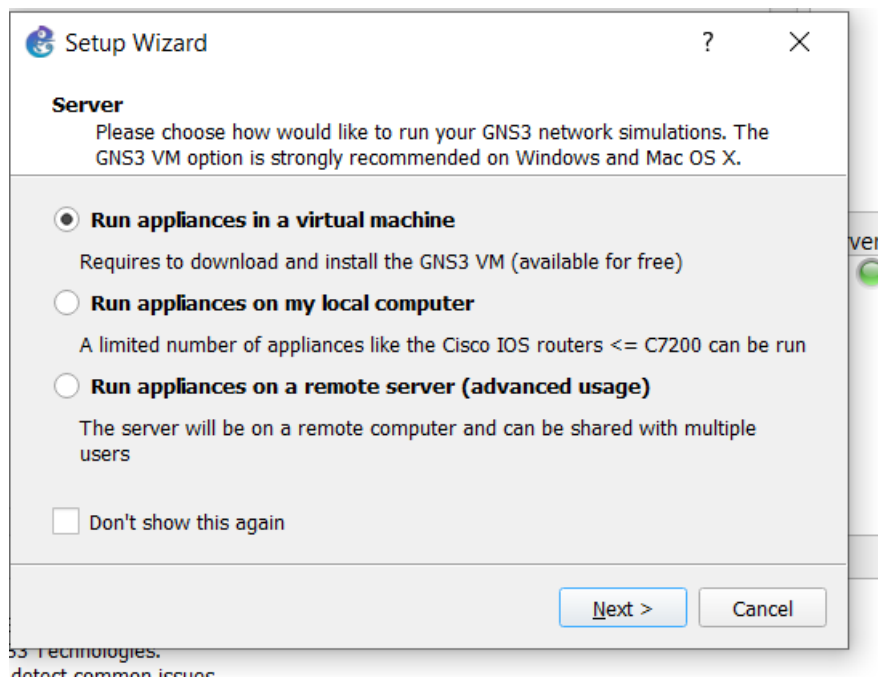 Setup Wizard
?
Server
Please choose how would like to run your GNS3 network simulations. The
GNS3 VM option is strongly recommended on Windows and Mac OS X.
Run appliances in a virtual machine
Requires to download and install the GNS3 VM (available for free)
Run appliances on my local computer
A limited number of appliances like the Cisco IOS routers <= C7200 can be run
Run appliances on a remote server (advanced usage)
The server will be on a remote computer and can be shared with multiple
users
Don't show this again
Next >
Cancel
Technologies.
detect common issues